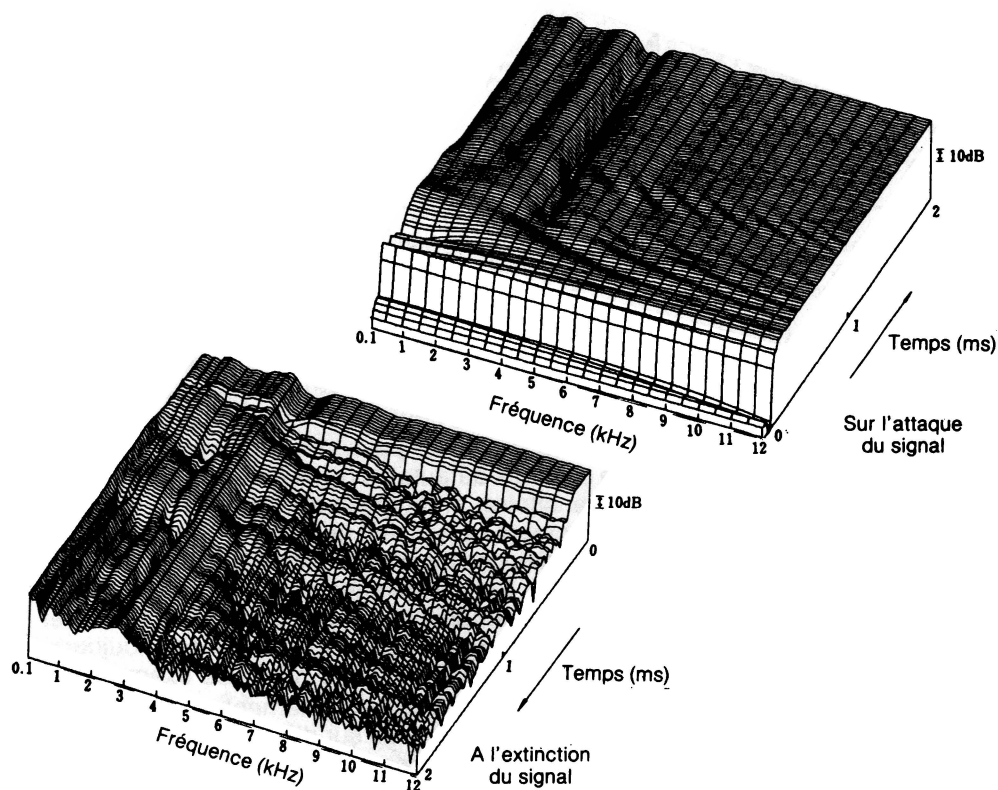 10dB
2
1
Temps (ms)
0
Sur l'attaque
du signal
0.1 1 2 3 4 5 6 7 8 9 10 11 12
Fréquence (kHz)
10dB
0
1
Temps (ms)
2
A l'extinction
du signal
0.1 1 2 3 4 5 6 7 8 9 10 11 12
Fréquence (kHz)